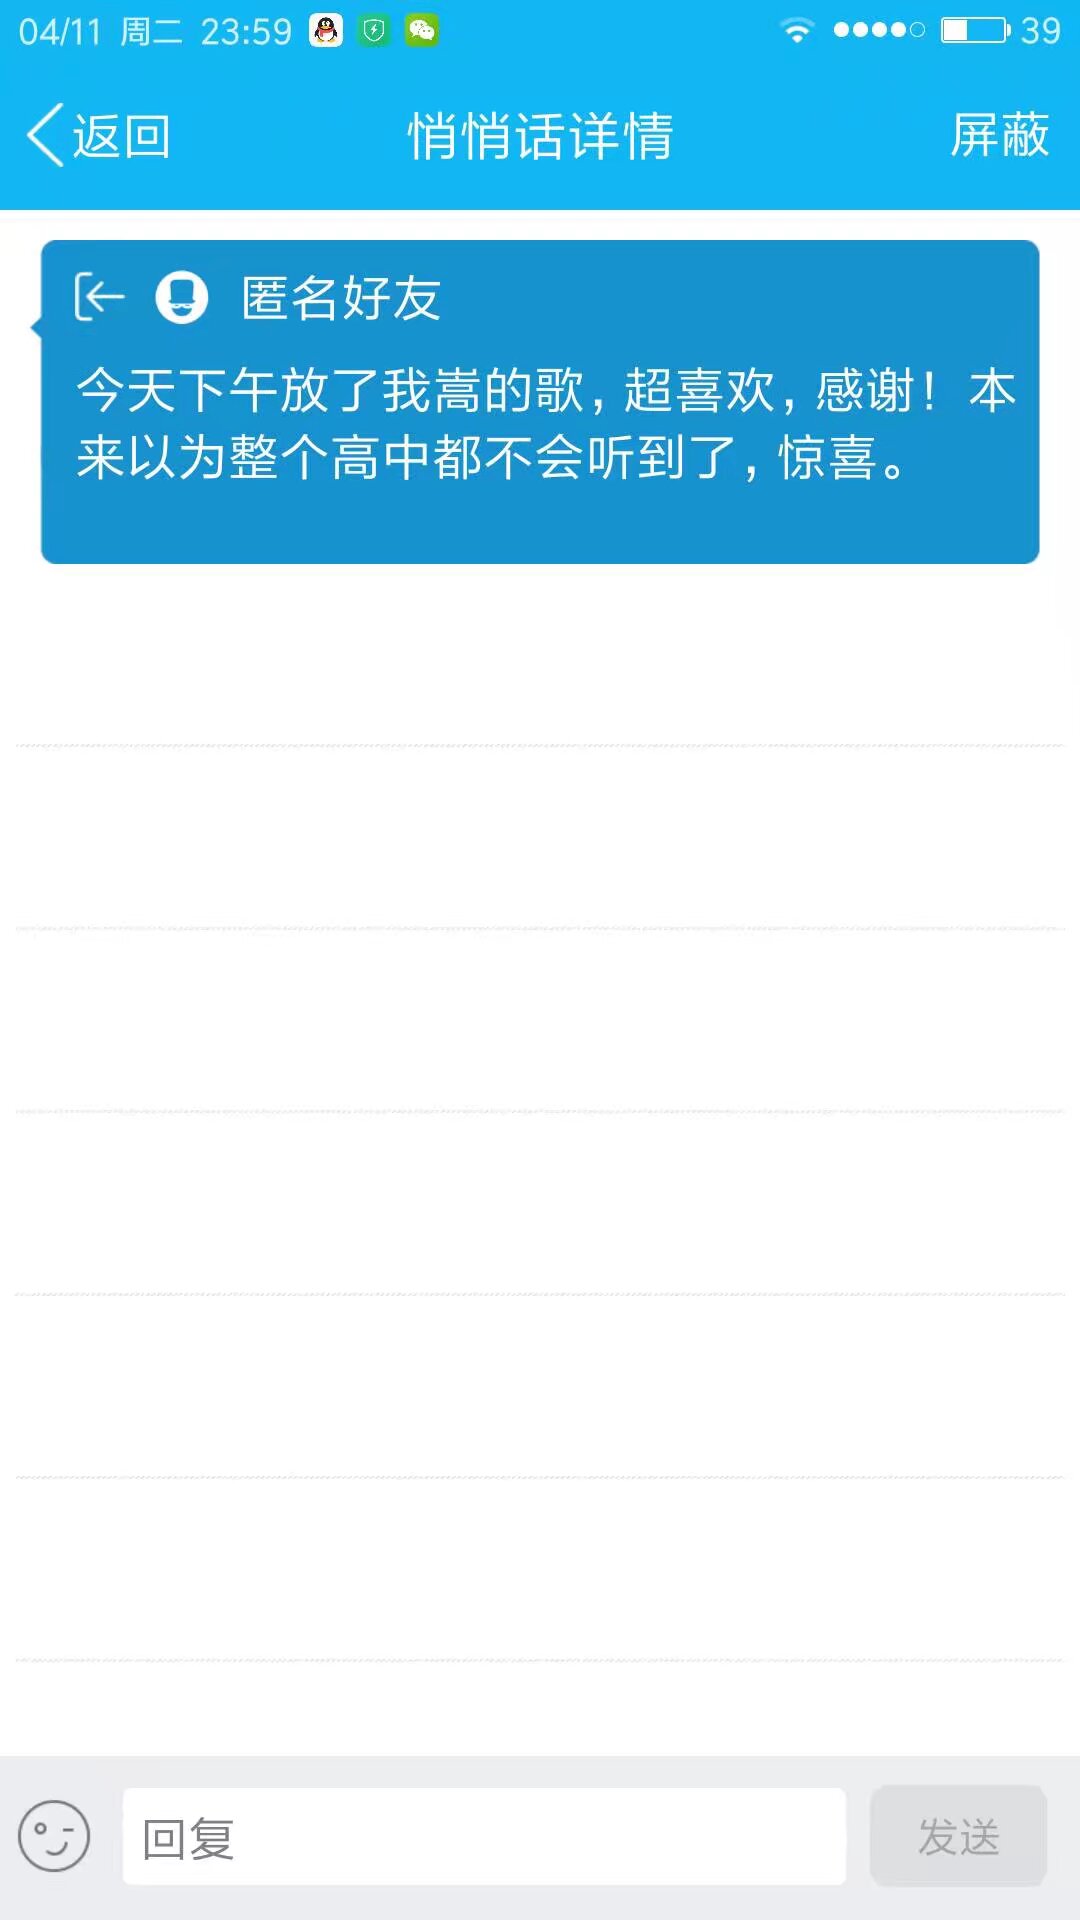 04/11 周二 23:59 39
返回 悄悄话详情 屏蔽
匿名好友
今天下午放了我嵩的歌,超喜欢,感谢!本
来以为整个高中都不会听到了,惊喜。
回复 发送